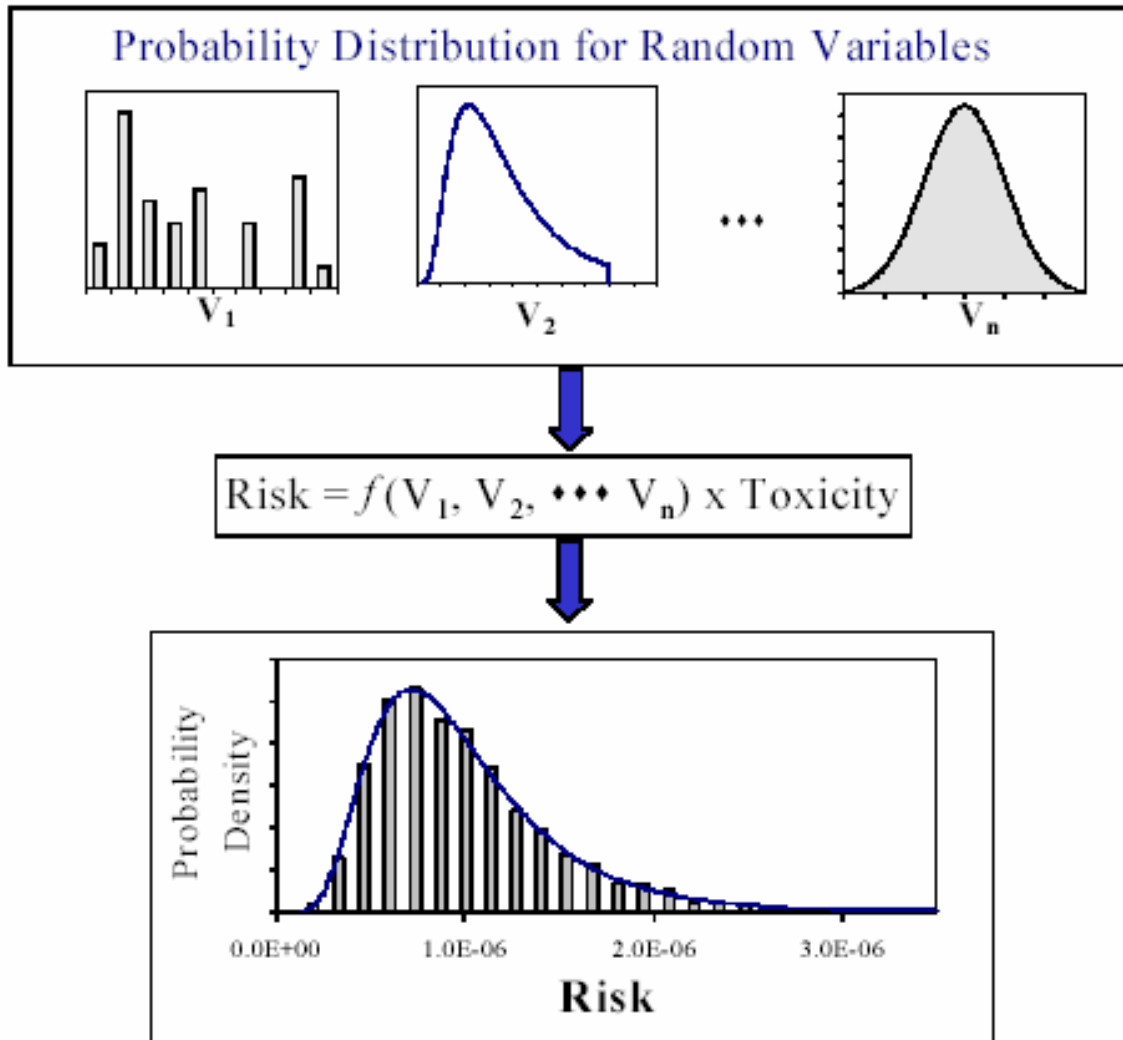 Probability Distribution for Random Variables
V₁
V₂
•••
Vₙ
Risk = f(V₁, V₂, ••• Vₙ) x Toxicity
Probability
Density
0.0E+00 1.0E-06 2.0E-06 3.0E-06
Risk